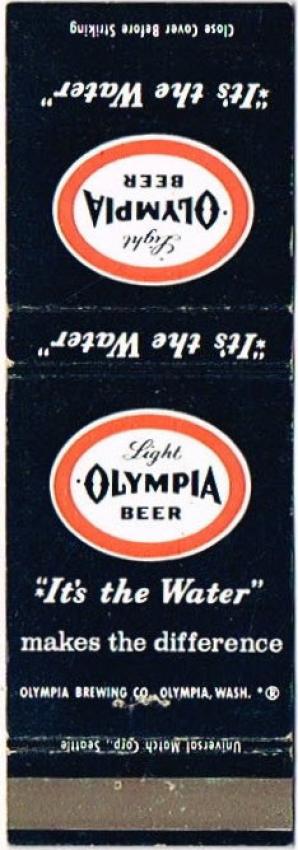 Close Cover Before Striking
"*It's the Water"
Light
·OLYMPIA
BEER
"*It's the Water"
Light
·OLYMPIA
BEER
"*It's the Water"
makes the difference
OLYMPIA BREWING CO. OLYMPIA, WASH. *®
Universal Match Corp., Seattle